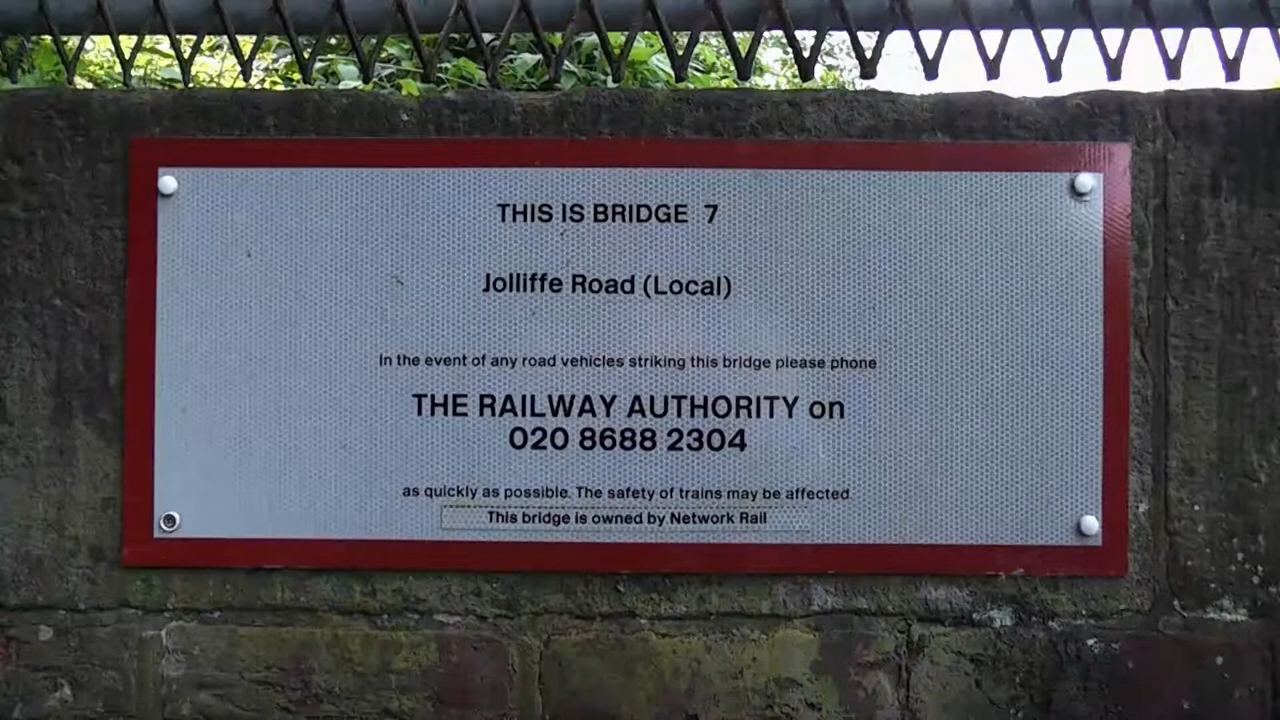 THIS IS BRIDGE 7
Jolliffe Road (Local)
In the event of any road vehicles striking this bridge please phone
THE RAILWAY AUTHORITY on
020 8688 2304
as quickly as possible. The safety of trains may be affected.
This bridge is owned by Network Rail